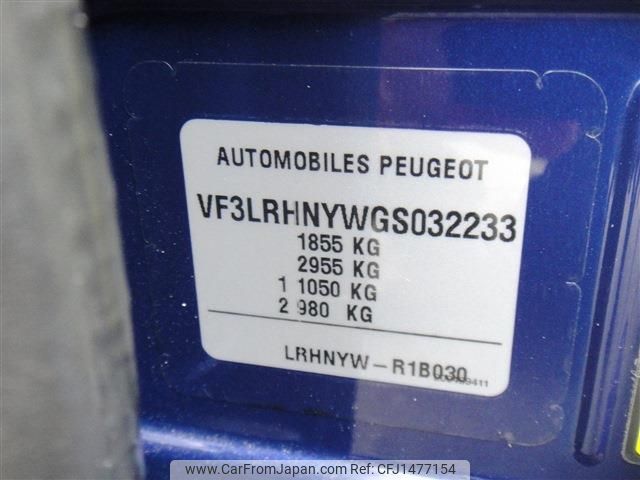 AUTOMOBILES PEUGEOT
VF3LRHNYWGS032233
1855 KG
2955 KG
1 1050 KG
2 980 KG
LRHNYW-R1B030
www.CarFromJapan.com Ref: CFJ1477154